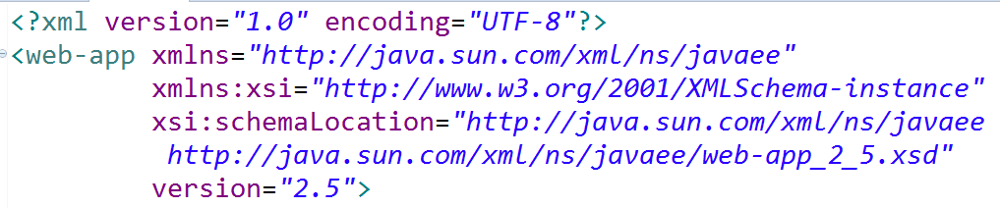 <?xml version="1.0" encoding="UTF-8"?>
<web-app xmlns="http://java.sun.com/xml/ns/javaee"
xmlns:xsi="http://www.w3.org/2001/XMLSchema-instance"
xsi:schemaLocation="http://java.sun.com/xml/ns/javaee
http://java.sun.com/xml/ns/javaee/web-app_2_5.xsd"
version="2.5">